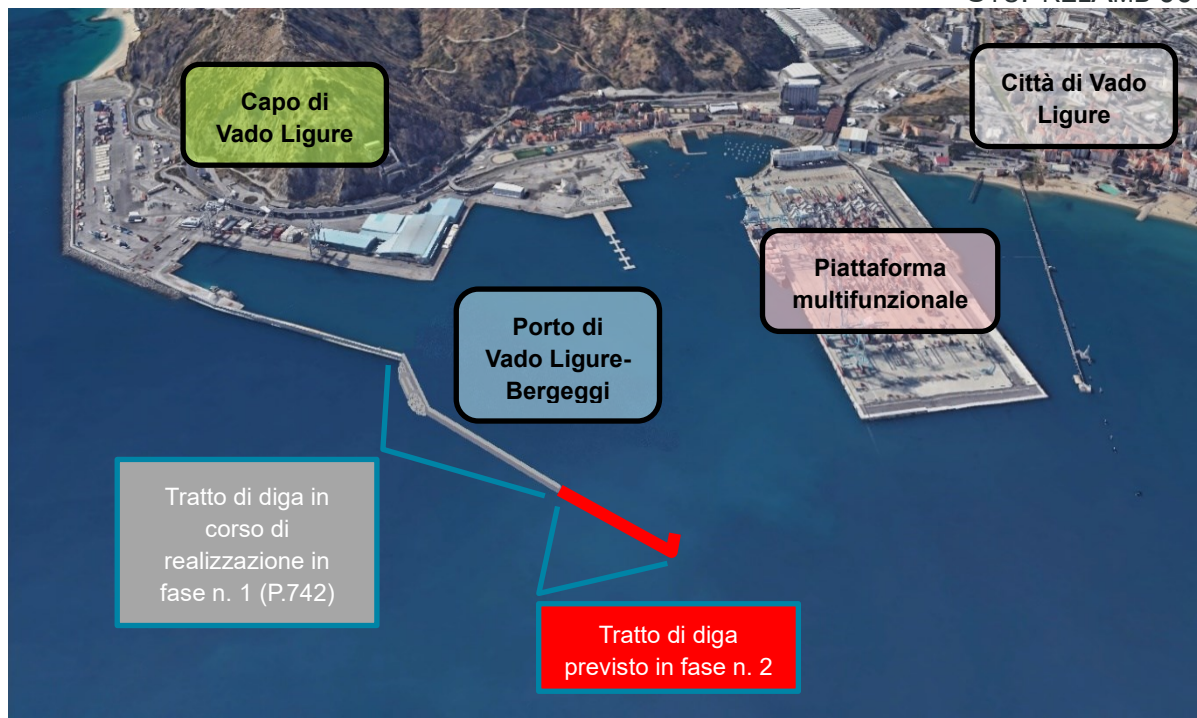 Capo di
Vado Ligure
Città di Vado
Ligure
Piattaforma
multifunzionale
Porto di
Vado Ligure-
Bergeggi
Tratto di diga in
corso di
realizzazione in
fase n. 1 (P.742)
Tratto di diga
previsto in fase n. 2